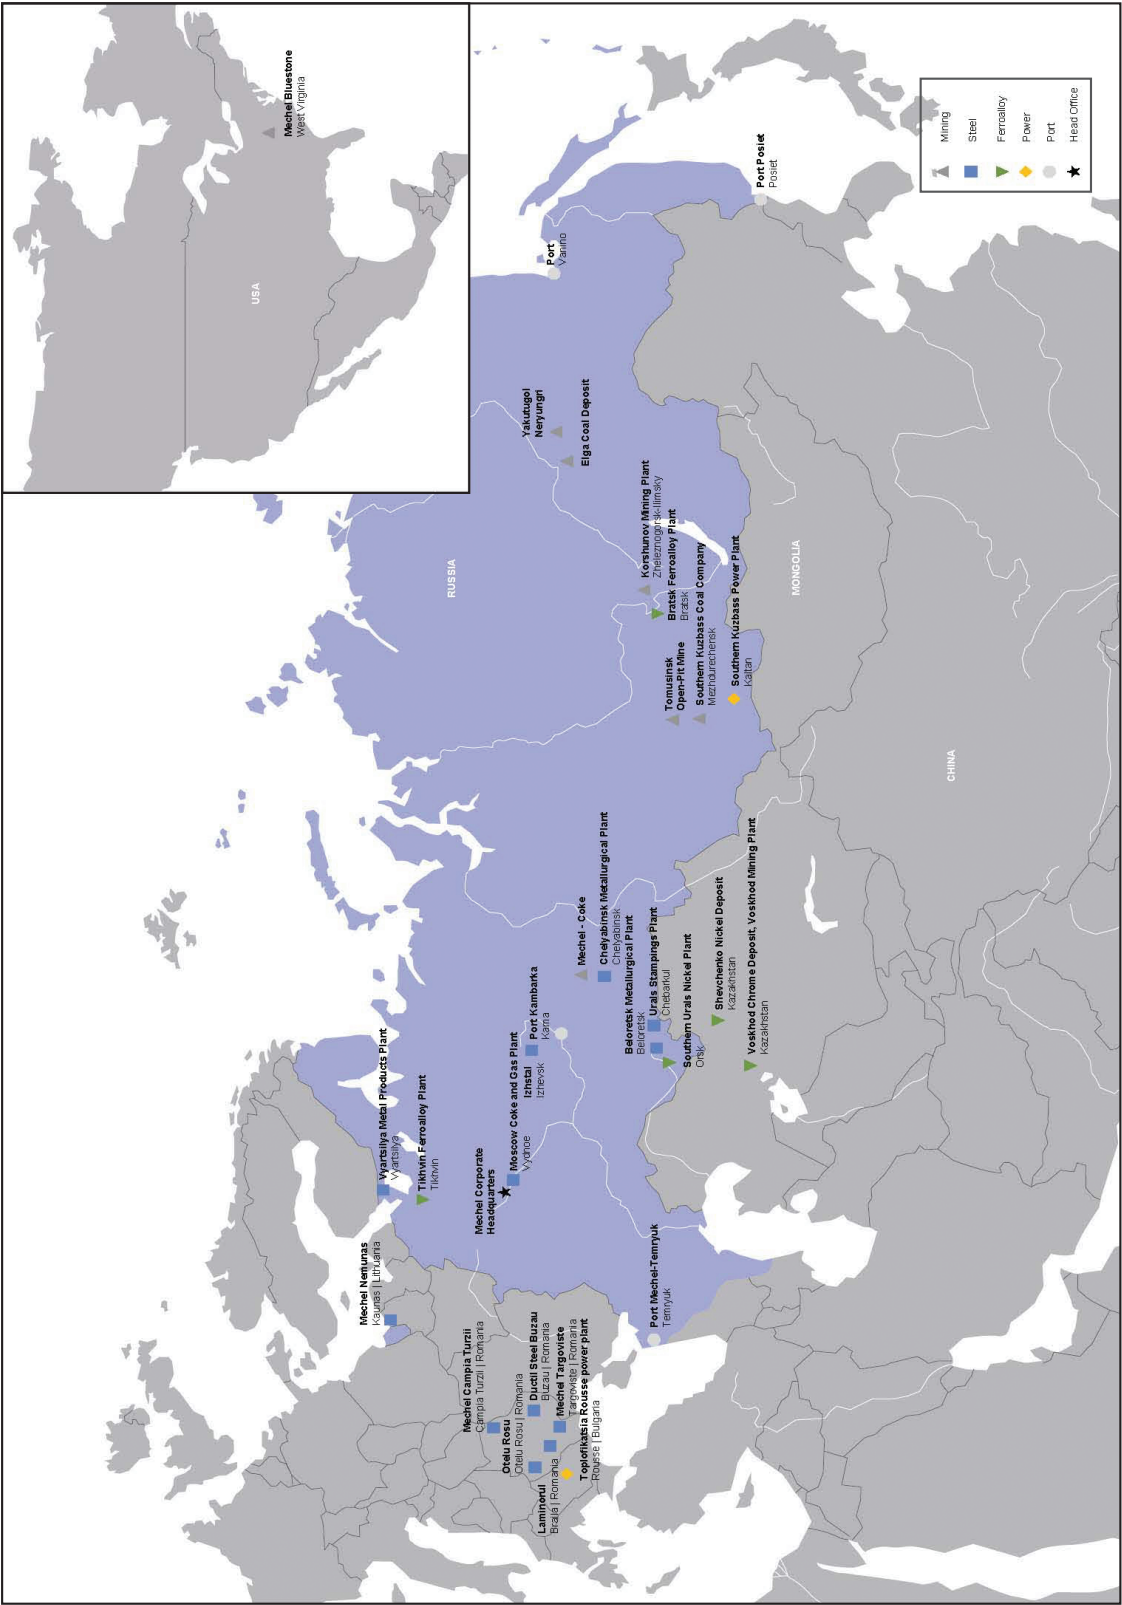 Mechel Bluestone
West Virginia
USA
Mining
Steel
Ferroalloy
Power
Port
Head Office
RUSSIA
MONGOLIA
CHINA
Mechel Nemunas
Kaunas | Lithuania
Vyartsilya Metal Products Plant
Vyartsilya
Tikhvin Ferroalloy Plant
Tikhvin
Mechel Corporate
Headquarters
Moscow Coke and Gas Plant
Vydnoe
Izhstal
Izhevsk
Port Kambarka
Kama
Mechel - Coke
Chelyabinsk Metallurgical Plant
Chelyabinsk
Beloretsk Metallurgical Plant
Beloretsk
Urals Stampings Plant
Chebarkul
Southern Urals Nickel Plant
Orsk
Shevchenko Nickel Deposit
Kazakhstan
Voskhod Chrome Deposit, Voskhod Mining Plant
Kazakhstan
Mechel Campia Turzii
Campia Turzii | Romania
Otelu Rosu
Otelu Rosu | Romania
Ductil Steel Buzau
Buzau | Romania
Laminorul
Braila | Romania
Mechel Targoviste
Targoviste | Romania
Toplofikatsia Rousse power plant
Rousse | Bulgaria
Port Mechel-Temryuk
Temryuk
Tomusinsk
Open-Pit Mine
Southern Kuzbass Coal Company
Mezhdurechensk
Southern Kuzbass Power Plant
Kaltan
Bratsk Ferroalloy Plant
Bratsk
Korshunov Mining Plant
Zheleznogorsk-Ilimsky
Yakutugol
Neryungri
Elga Coal Deposit
Port
Vanino
Port Posiet
Posiet